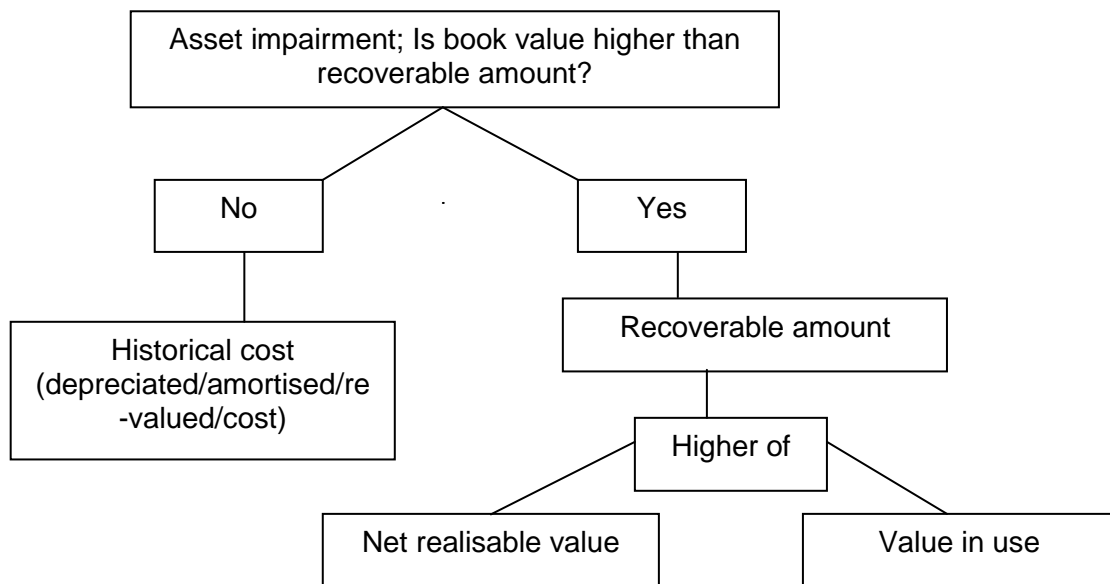 Asset impairment; Is book value higher than
recoverable amount?
No
Yes
Historical cost
(depreciated/amortised/re
-valued/cost)
Recoverable amount
Higher of
Net realisable value
Value in use